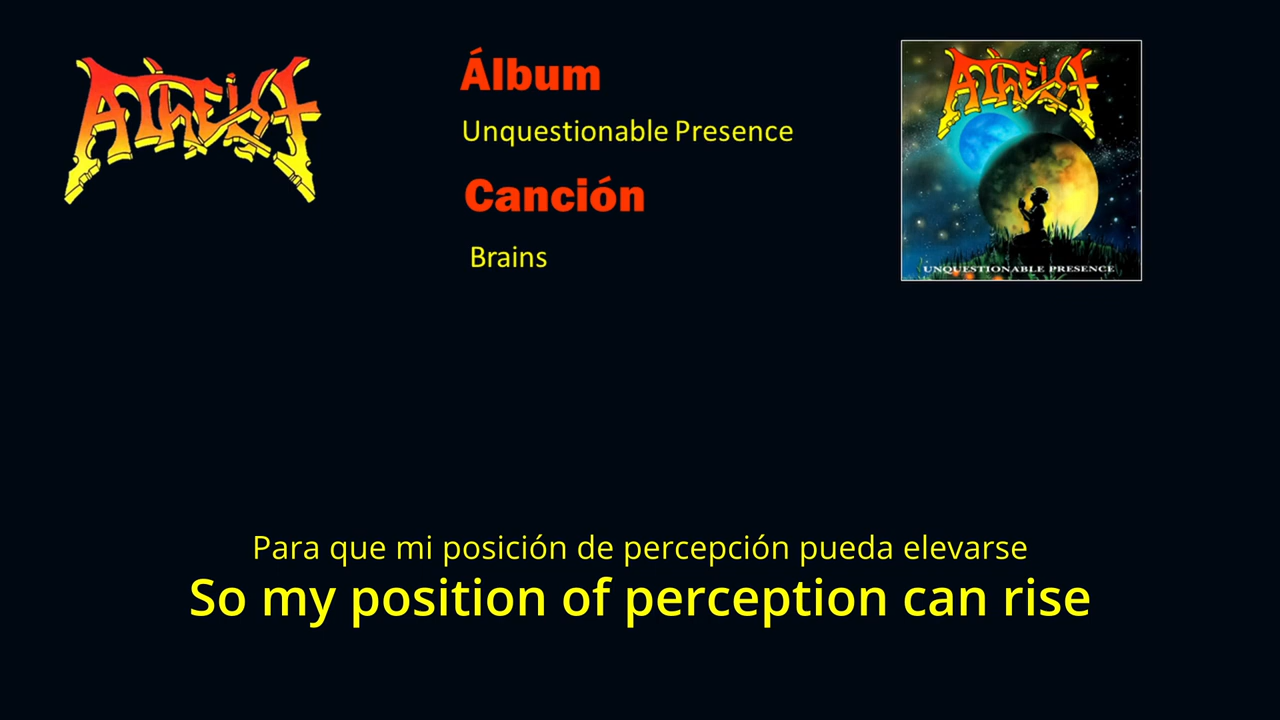 Atheist
Álbum
Unquestionable Presence
Canción
Brains
Atheist
UNQUESTIONABLE PRESENCE
Para que mi posición de percepción pueda elevarse
So my position of perception can rise